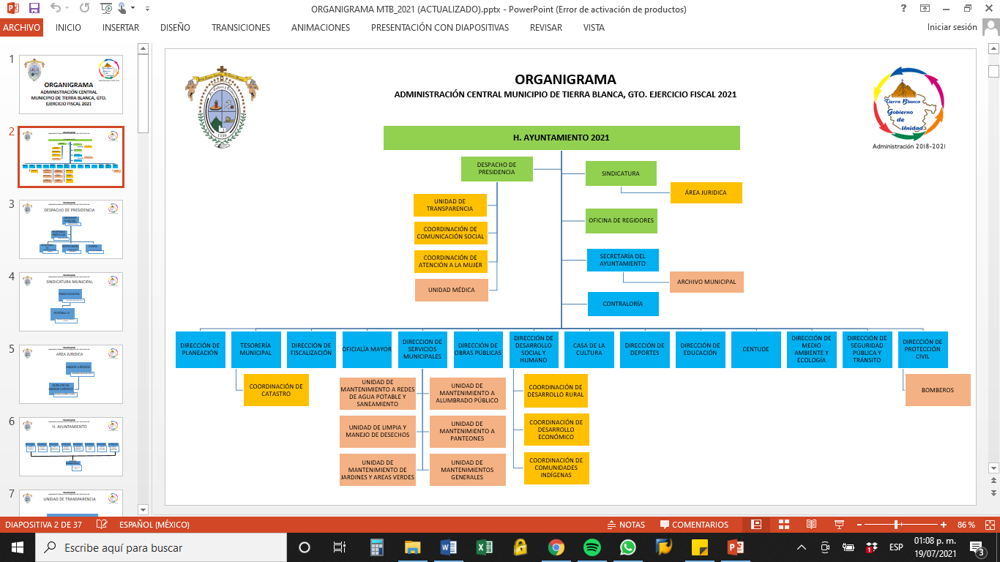 ORGANIGRAMA MTB_2021 (ACTUALIZADO).pptx - PowerPoint (Error de activación de productos)
ARCHIVO INICIO INSERTAR DISEÑO TRANSICIONES ANIMACIONES PRESENTACIÓN CON DIAPOSITIVAS REVISAR VISTA Iniciar sesión
1
ORGANIGRAMA
ADMINISTRACIÓN CENTRAL
MUNICIPIO DE TIERRA BLANCA, GTO.
EJERCICIO FISCAL 2021
2
3
DESPACHO DE PRESIDENCIA
4
SINDICATURA MUNICIPAL
5
AREA JURIDICA
6
H. AYUNTAMIENTO
7
UNIDAD DE TRANSPARENCIA
ORGANIGRAMA
ADMINISTRACIÓN CENTRAL MUNICIPIO DE TIERRA BLANCA, GTO. EJERCICIO FISCAL 2021
1538
Tierra Blanca
Gobierno
de
Unidad
Administración 2018-2021
H. AYUNTAMIENTO 2021
DESPACHO DE
PRESIDENCIA
SINDICATURA
ÁREA JURIDICA
UNIDAD DE
TRANSPARENCIA
OFICINA DE REGIDORES
COORDINACIÓN DE
COMUNICACIÓN SOCIAL
COORDINACIÓN DE
ATENCIÓN A LA MUJER
SECRETARÍA DEL
AYUNTAMIENTO
ARCHIVO MUNICIPAL
UNIDAD MÉDICA
CONTRALORÍA
DIRECCIÓN DE
PLANEACIÓN
TESORERÍA
MUNICIPAL
DIRECCIÓN DE
FISCALIZACIÓN
OFICIALÍA MAYOR
DIRECCION DE
SERVICIOS
MUNICIPALES
DIRECCIÓN DE
OBRAS PÚBLICAS
DIRECCIÓN DE
DESARROLLO
SOCIAL Y
HUMANO
CASA DE LA
CULTURA
DIRECCIÓN DE
DEPORTES
DIRECCIÓN DE
EDUCACIÓN
CENTUDE
DIRECCIÓN DE
MEDIO
AMBIENTE Y
ECOLOGÍA
DIRECCIÓN DE
SEGURIDAD
PÚBLICA Y
TRÁNSITO
DIRECCIÓN DE
PROTECCIÓN
CIVIL
COORDINACIÓN DE
CATASTRO
UNIDAD DE
MANTENIMIENTO A REDES
DE AGUA POTABLE Y
SANEAMIENTO
UNIDAD DE
MANTENIMIENTO A
ALUMBRADO PÚBLICO
COORDINACIÓN DE
DESARROLLO RURAL
BOMBEROS
UNIDAD DE LIMPIA Y
MANEJO DE DESECHOS
UNIDAD DE
MANTENIMIENTO A
PANTEONES
COORDINACIÓN DE
DESARROLLO
ECONÓMICO
UNIDAD DE
MANTENIMIENTO DE
JARDINES Y AREAS VERDES
UNIDAD DE
MANTENIMIENTOS
GENERALES
COORDINACIÓN DE
COMUNIDADES
INDÍGENAS
DIAPOSITIVA 2 DE 37 ESPAÑOL (MÉXICO) NOTAS COMENTARIOS 86 %
Escribe aquí para buscar
ESP
01:08 p. m.
19/07/2021
3